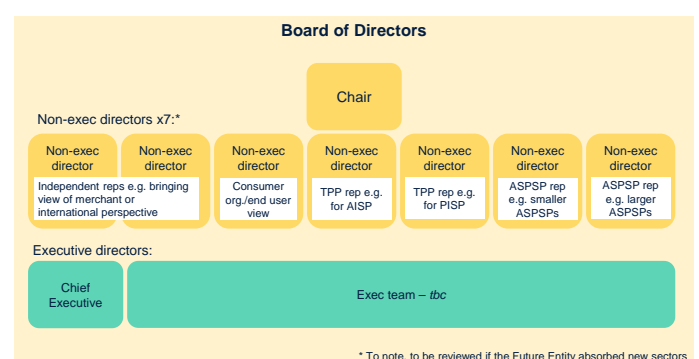 Board of Directors
Chair
Non-exec directors x7:*
Non-exec
director
Non-exec
director
Independent reps e.g. bringing
view of merchant or
international perspective
Non-exec
director
Consumer
org./end user
view
Non-exec
director
TPP rep e.g.
for AISP
Non-exec
director
TPP rep e.g.
for PISP
Non-exec
director
ASPSP rep
e.g. smaller
ASPSPs
Non-exec
director
ASPSP rep
e.g. larger
ASPSPs
Executive directors:
Chief
Executive
Exec team – tbc
* To note, to be reviewed if the Future Entity absorbed new sectors